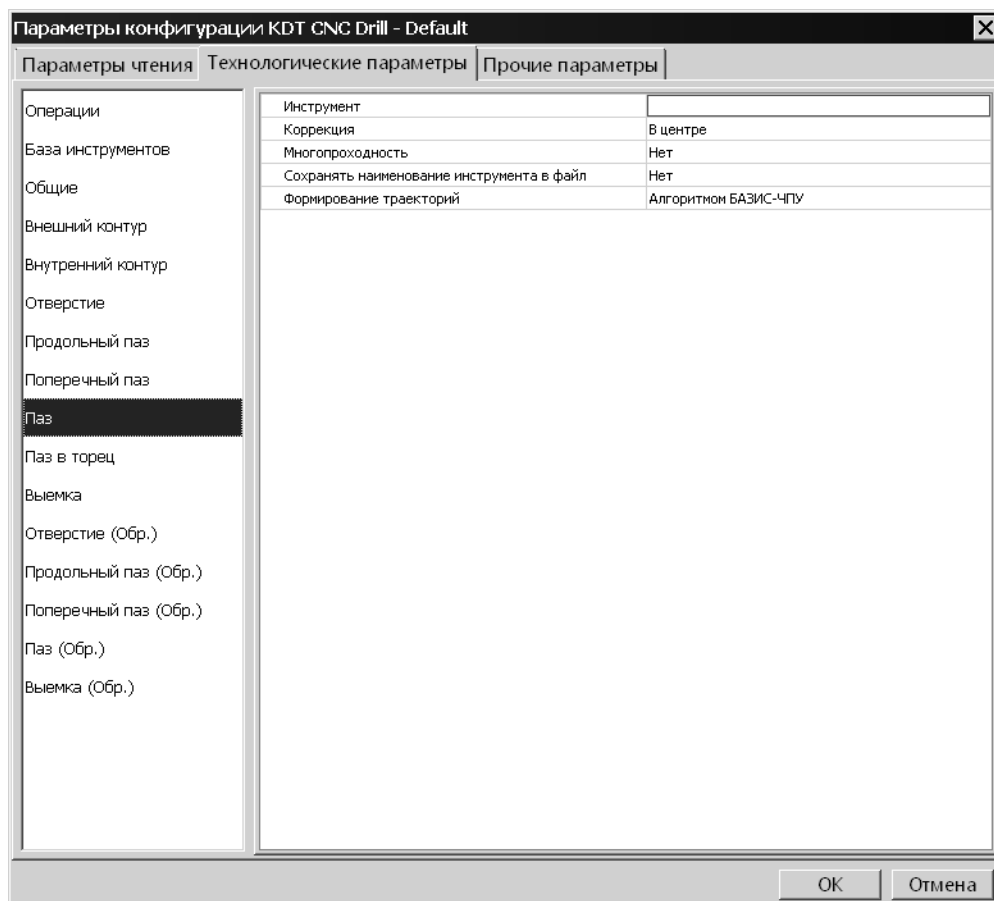 Параметры конфигурации KDT CNC Drill - Default
Параметры чтения Технологические параметры Прочие параметры
Операции
База инструментов
Общие
Внешний контур
Внутренний контур
Отверстие
Продольный паз
Поперечный паз
Паз
Паз в торец
Выемка
Отверстие (Обр.)
Продольный паз (Обр.)
Поперечный паз (Обр.)
Паз (Обр.)
Выемка (Обр.)
Инструмент
Коррекция В центре
Многопроходность Нет
Сохранять наименование инструмента в файл Нет
Формирование траекторий Алгоритмом БАЗИС-ЧПУ
OK Отмена